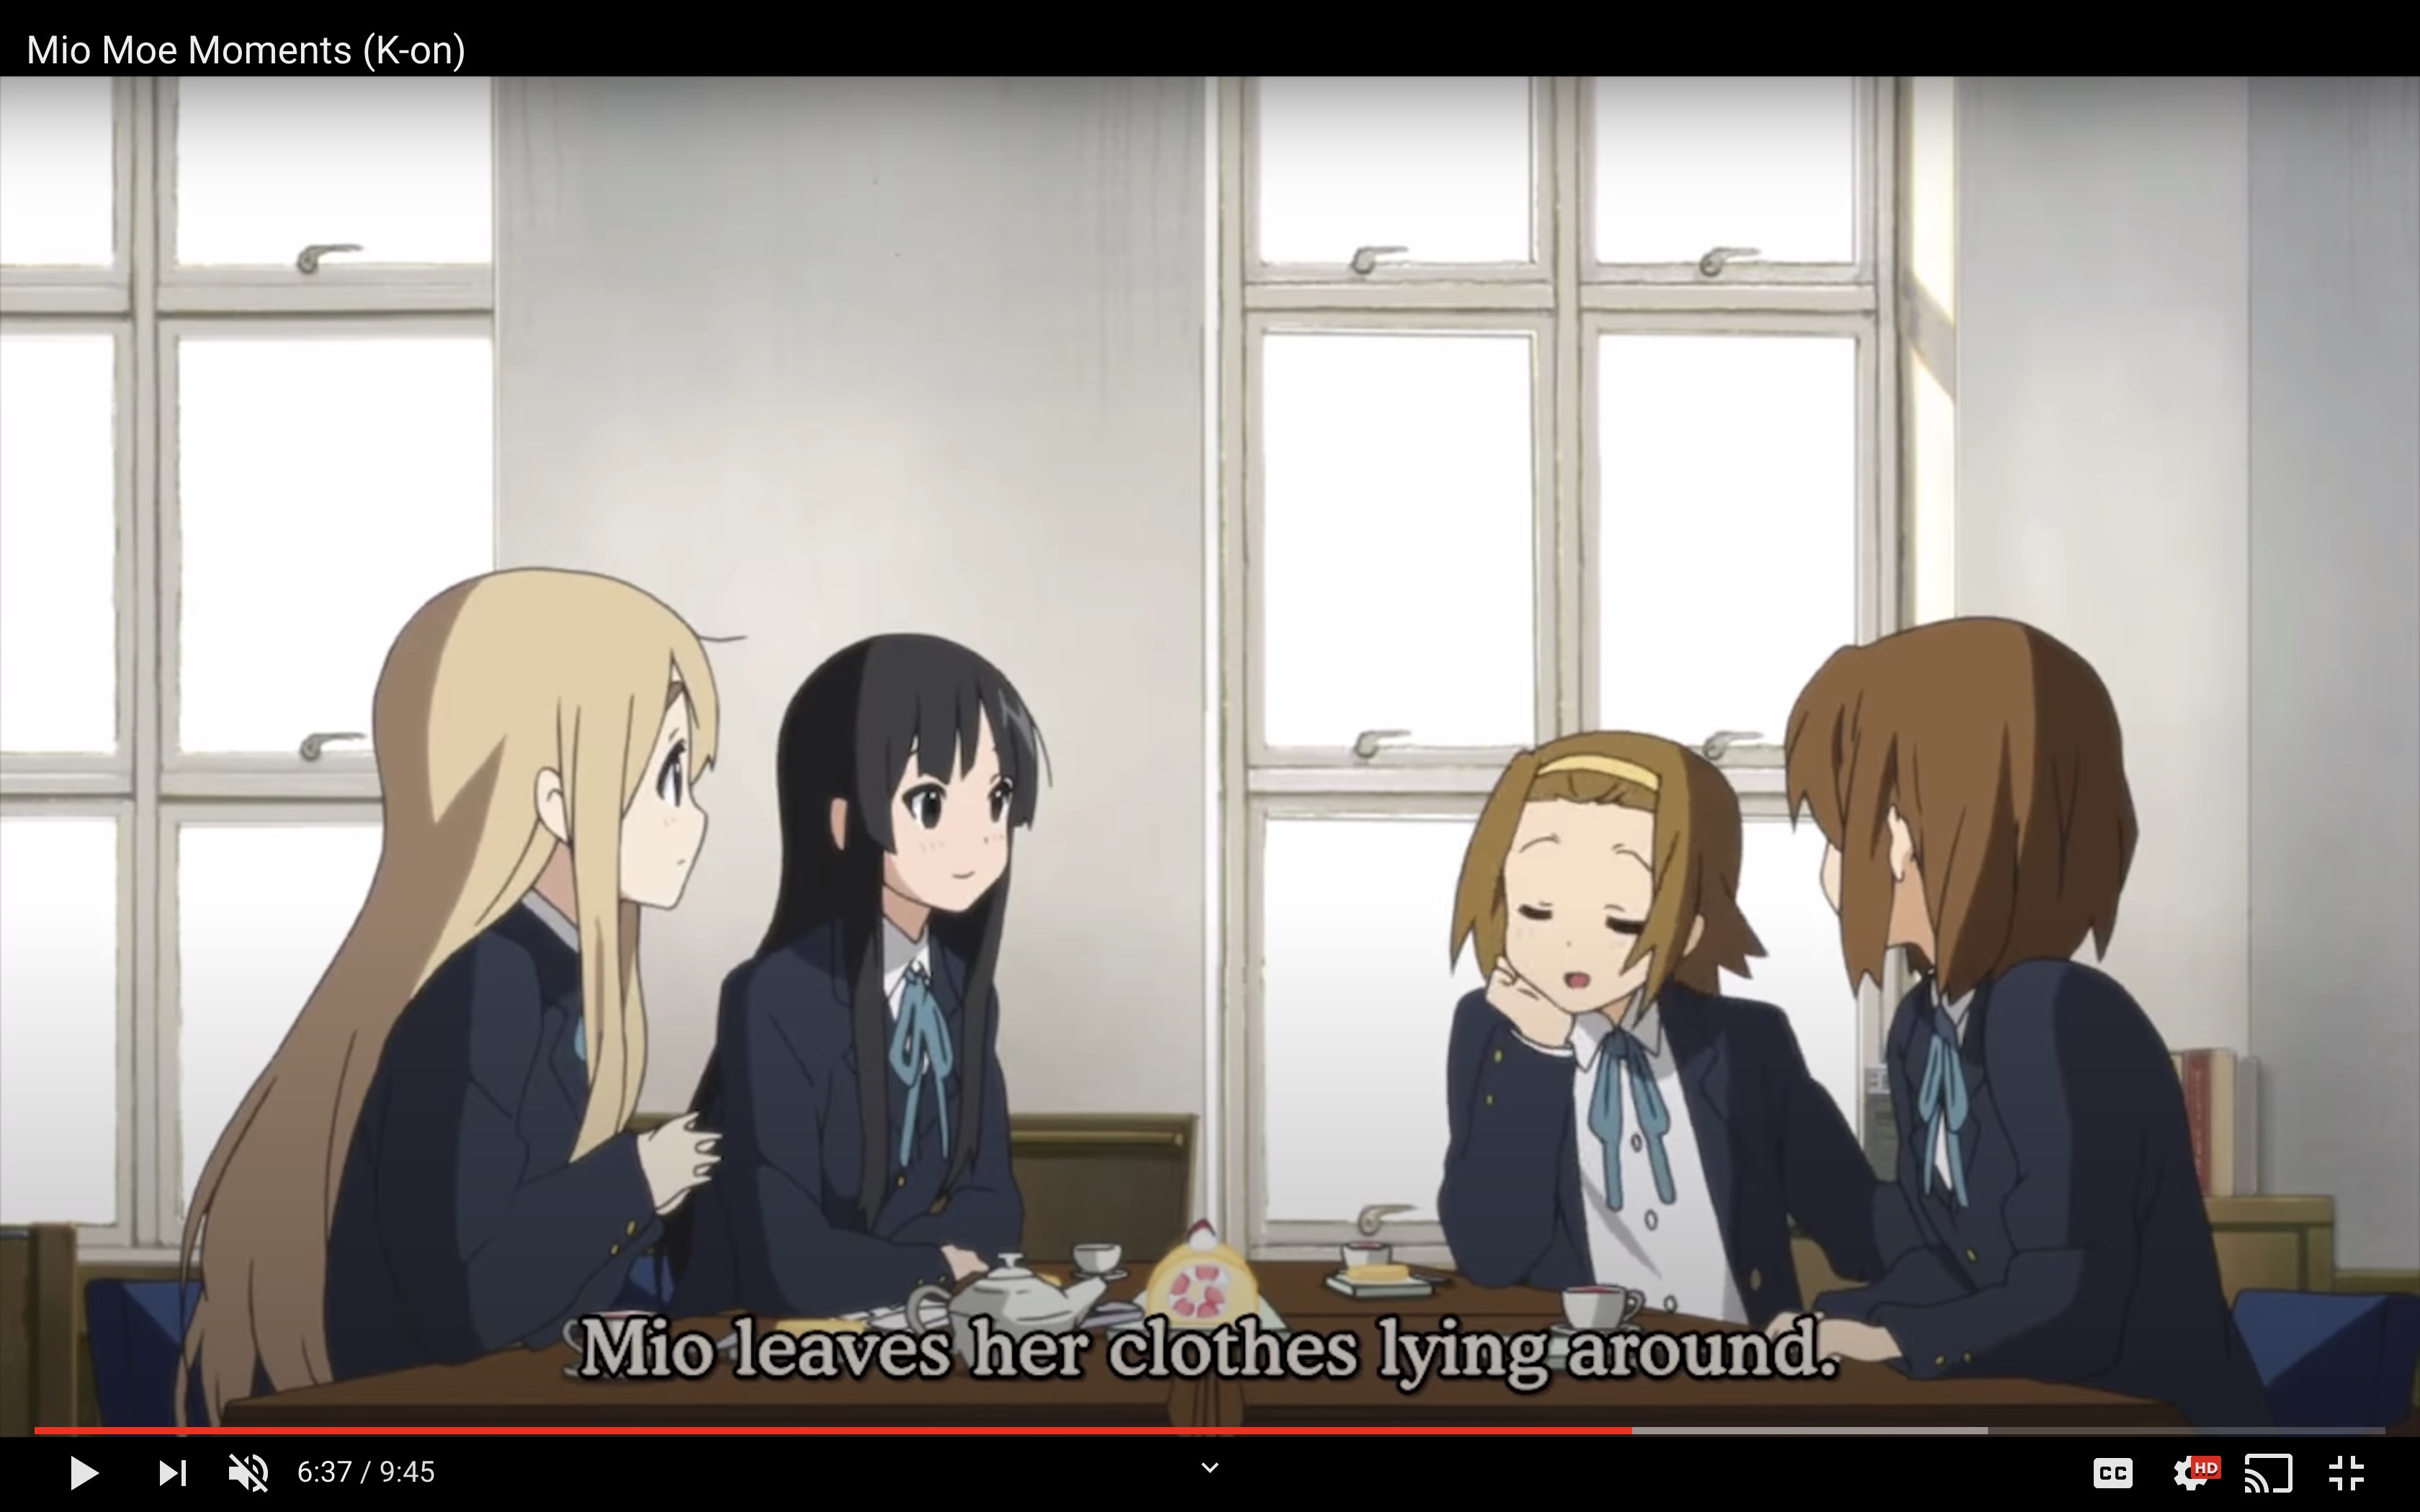 Mio Moe Moments (K-on)
Mio leaves her clothes lying around.
6:37 / 9:45
CC
HD